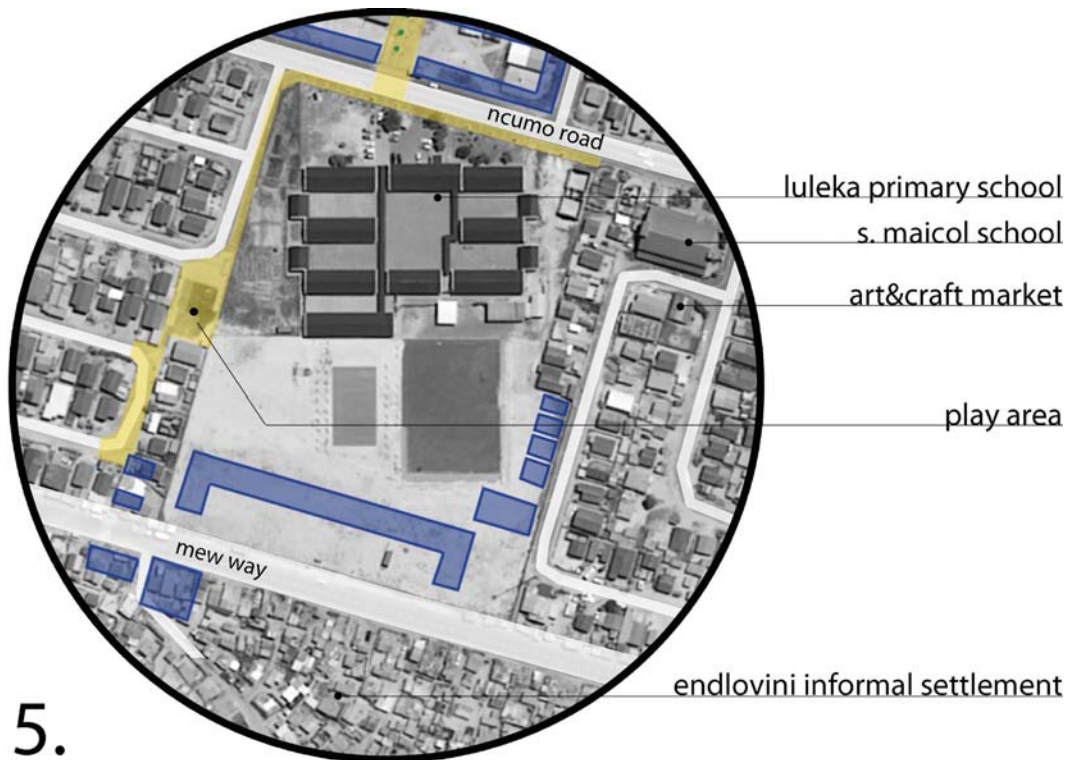 ncumo road
luleka primary school
s. maicol school
art&craft market
play area
mew way
endlovini informal settlement
5.